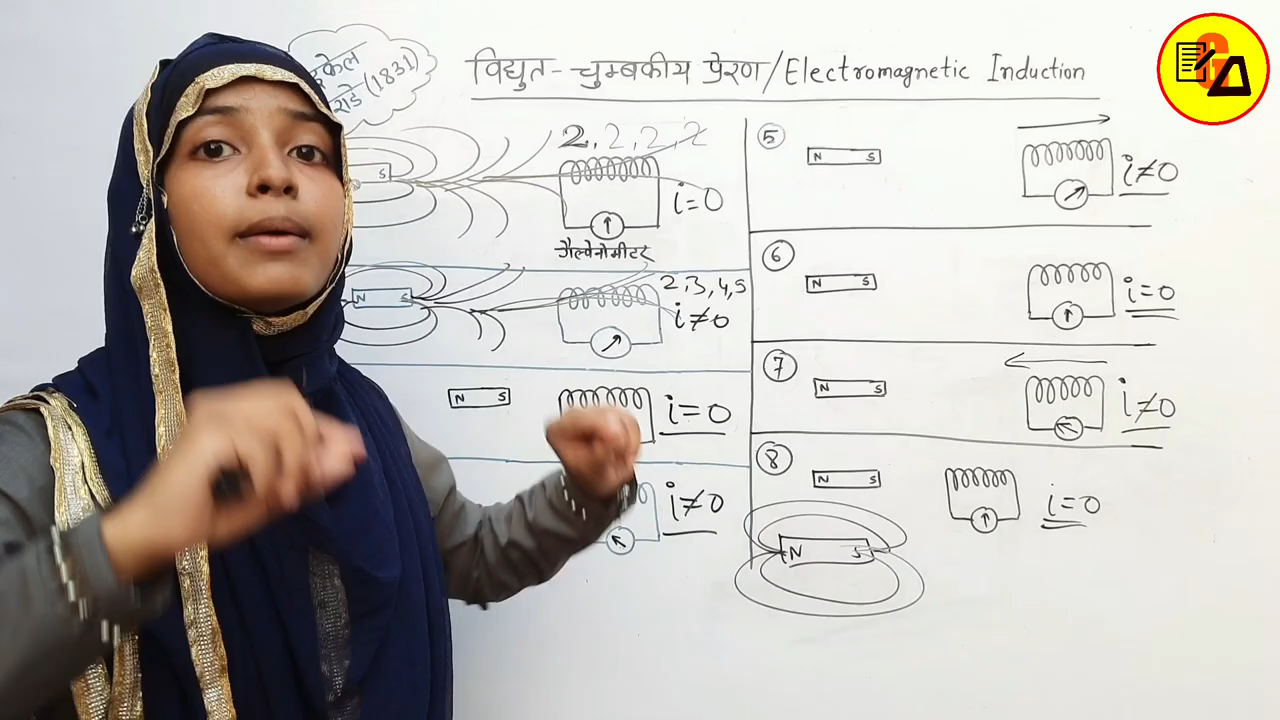 राडे (1831)
विद्युत-चुम्बकीय प्रेरण/Electromagnetic Induction
S
2, 2, 2, 2
i=0
गैल्वेनोमीटर
N S
2,3,4,5
i≠0
N S
i=0
i≠0
5
N S
i≠0
6
N S
i=0
7
N S
i≠0
8
N S
i=0
N S